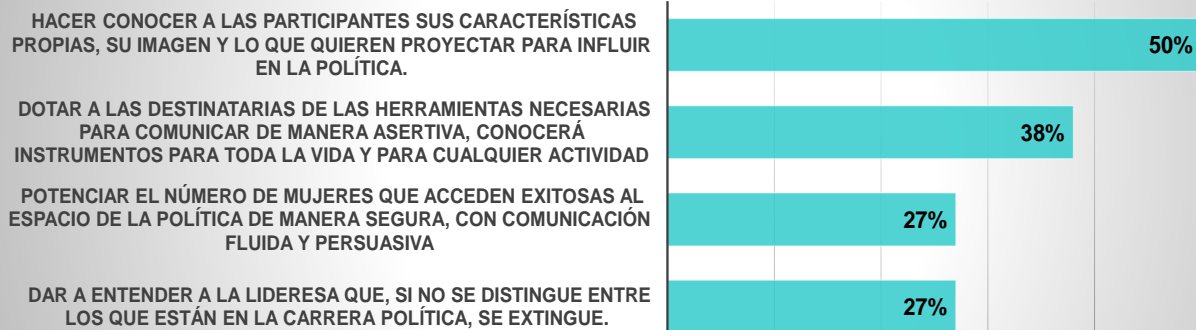 HACER CONOCER A LAS PARTICIPANTES SUS CARACTERÍSTICAS
PROPIAS, SU IMAGEN Y LO QUE QUIEREN PROYECTAR PARA INFLUIR
EN LA POLÍTICA.
50%
DOTAR A LAS DESTINATARIAS DE LAS HERRAMIENTAS NECESARIAS
PARA COMUNICAR DE MANERA ASERTIVA, CONOCERÁ
INSTRUMENTOS PARA TODA LA VIDA Y PARA CUALQUIER ACTIVIDAD
38%
POTENCIAR EL NÚMERO DE MUJERES QUE ACCEDEN EXITOSAS AL
ESPACIO DE LA POLÍTICA DE MANERA SEGURA, CON COMUNICACIÓN
FLUIDA Y PERSUASIVA
27%
DAR A ENTENDER A LA LIDERESA QUE, SI NO SE DISTINGUE ENTRE
LOS QUE ESTÁN EN LA CARRERA POLÍTICA, SE EXTINGUE.
27%